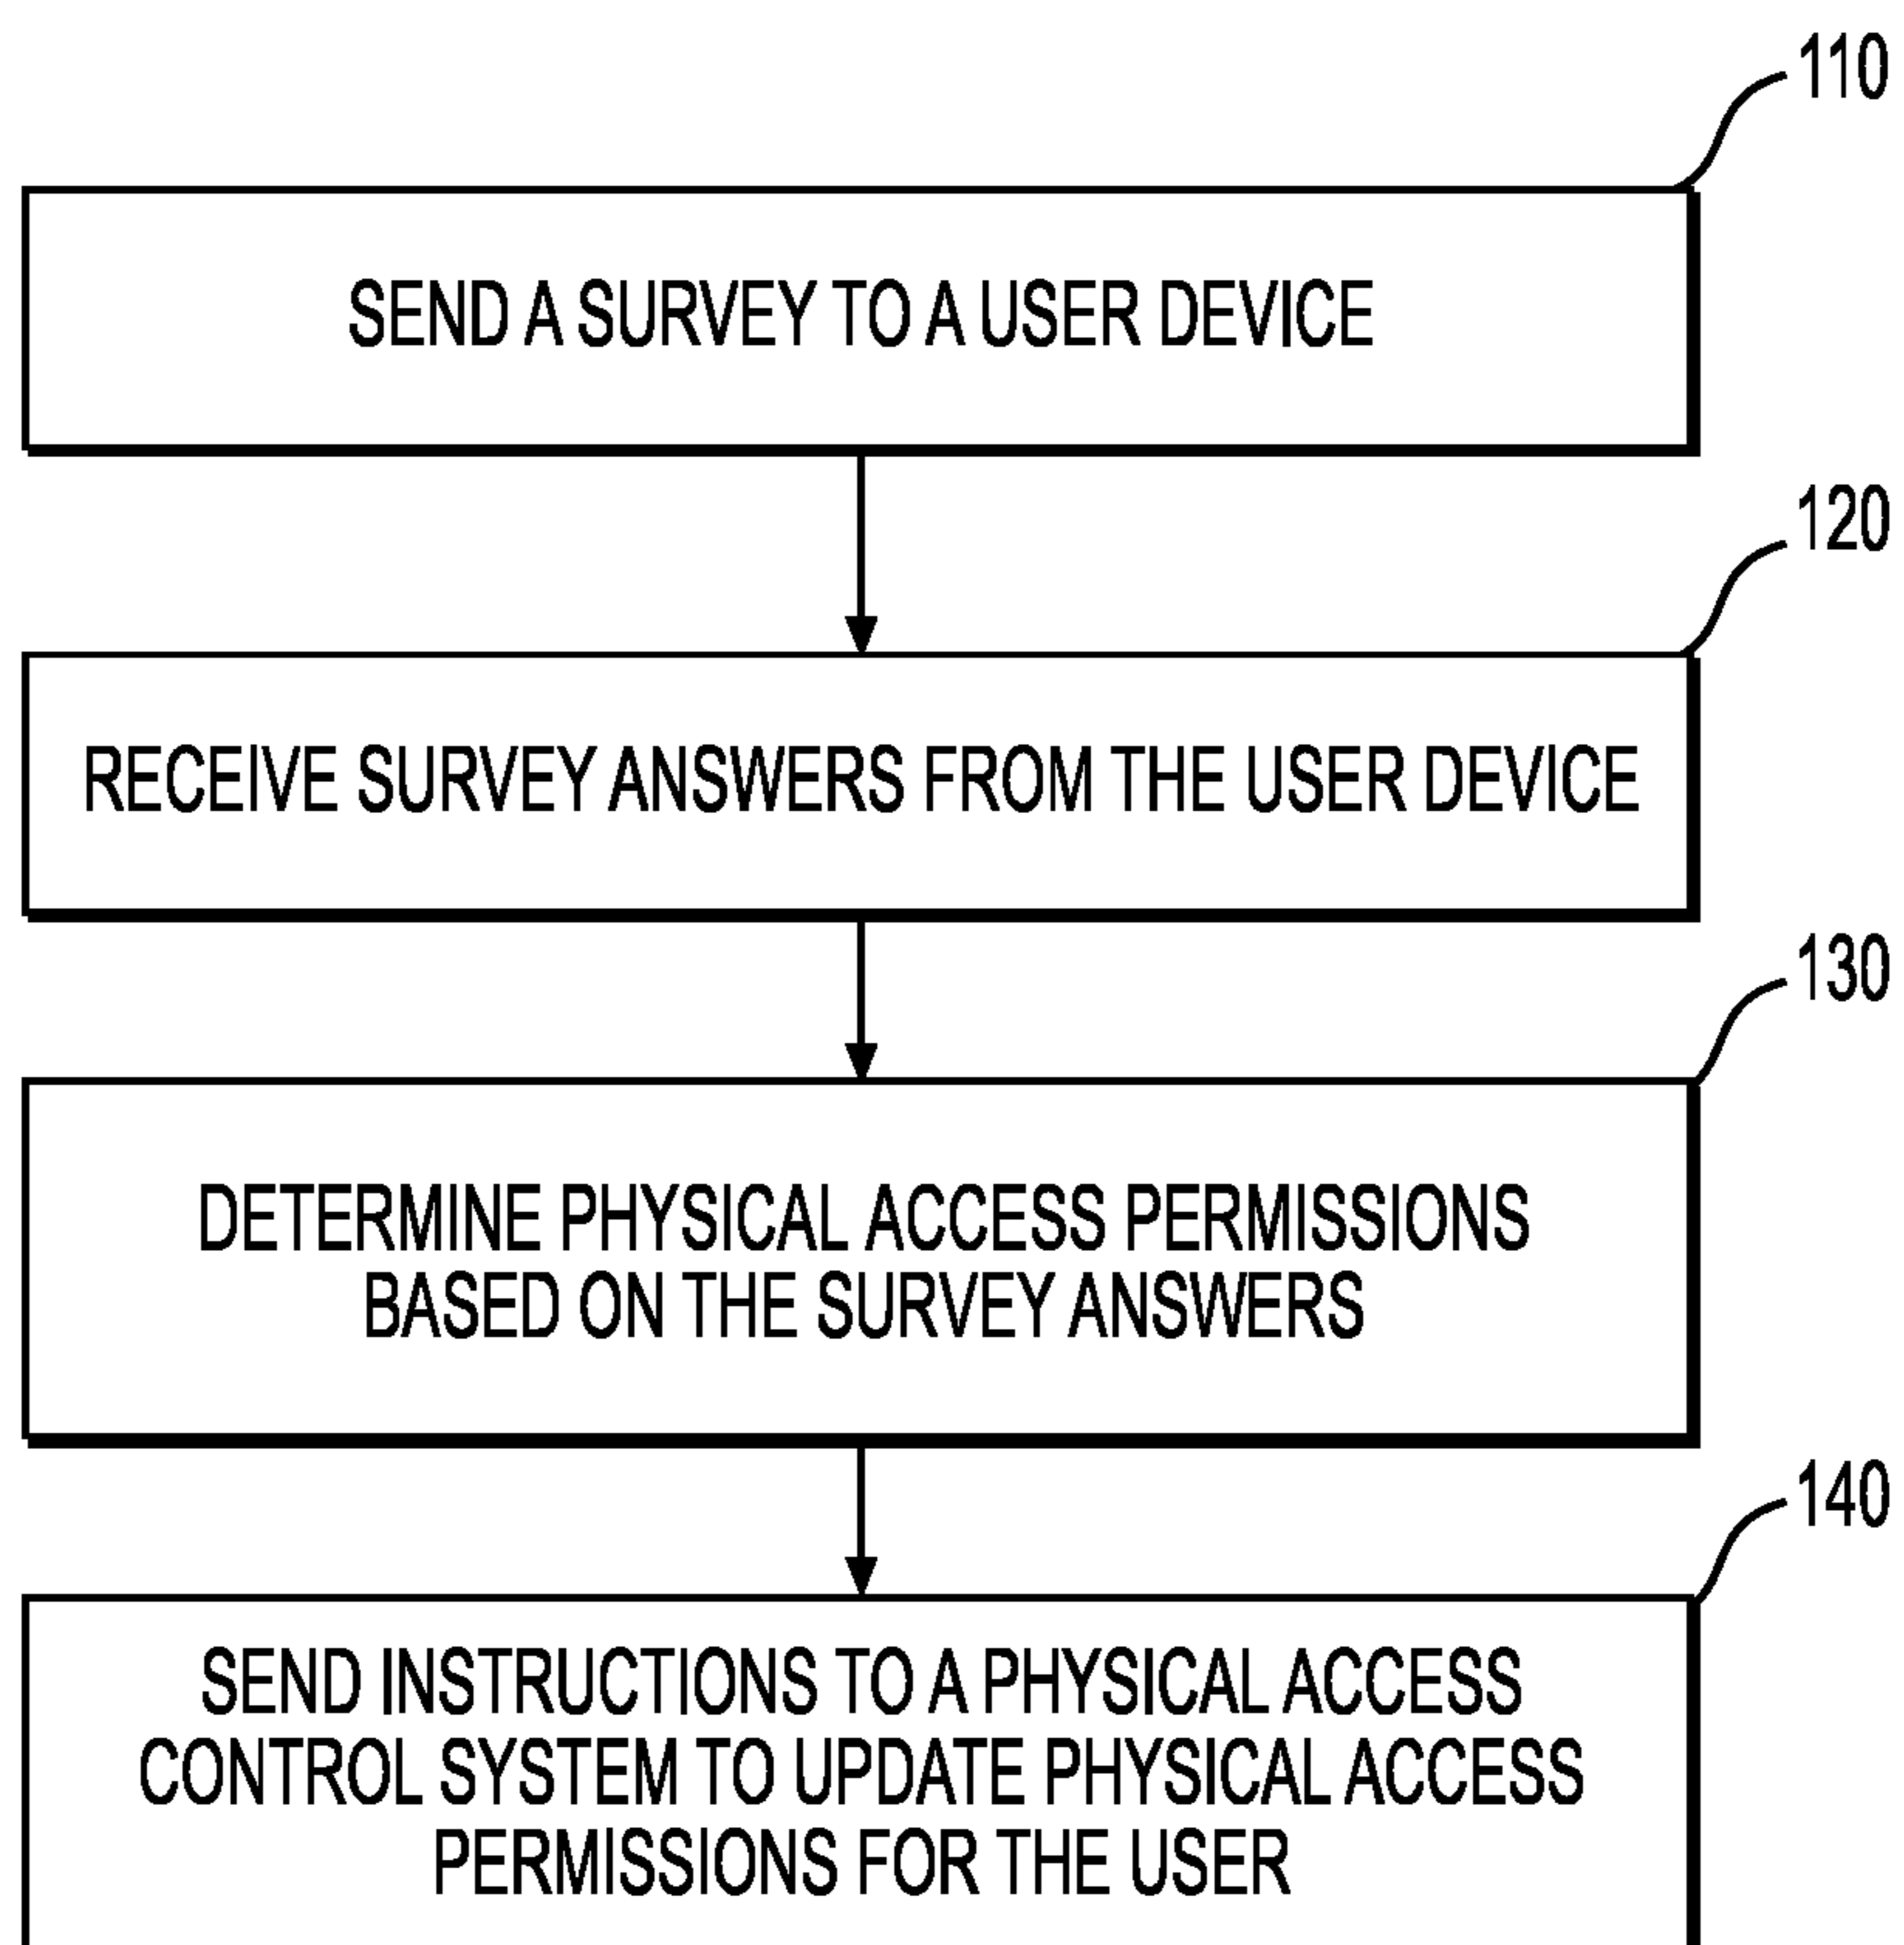 110
SEND A SURVEY TO A USER DEVICE
120
RECEIVE SURVEY ANSWERS FROM THE USER DEVICE
130
DETERMINE PHYSICAL ACCESS PERMISSIONS
BASED ON THE SURVEY ANSWERS
140
SEND INSTRUCTIONS TO A PHYSICAL ACCESS
CONTROL SYSTEM TO UPDATE PHYSICAL ACCESS
PERMISSIONS FOR THE USER